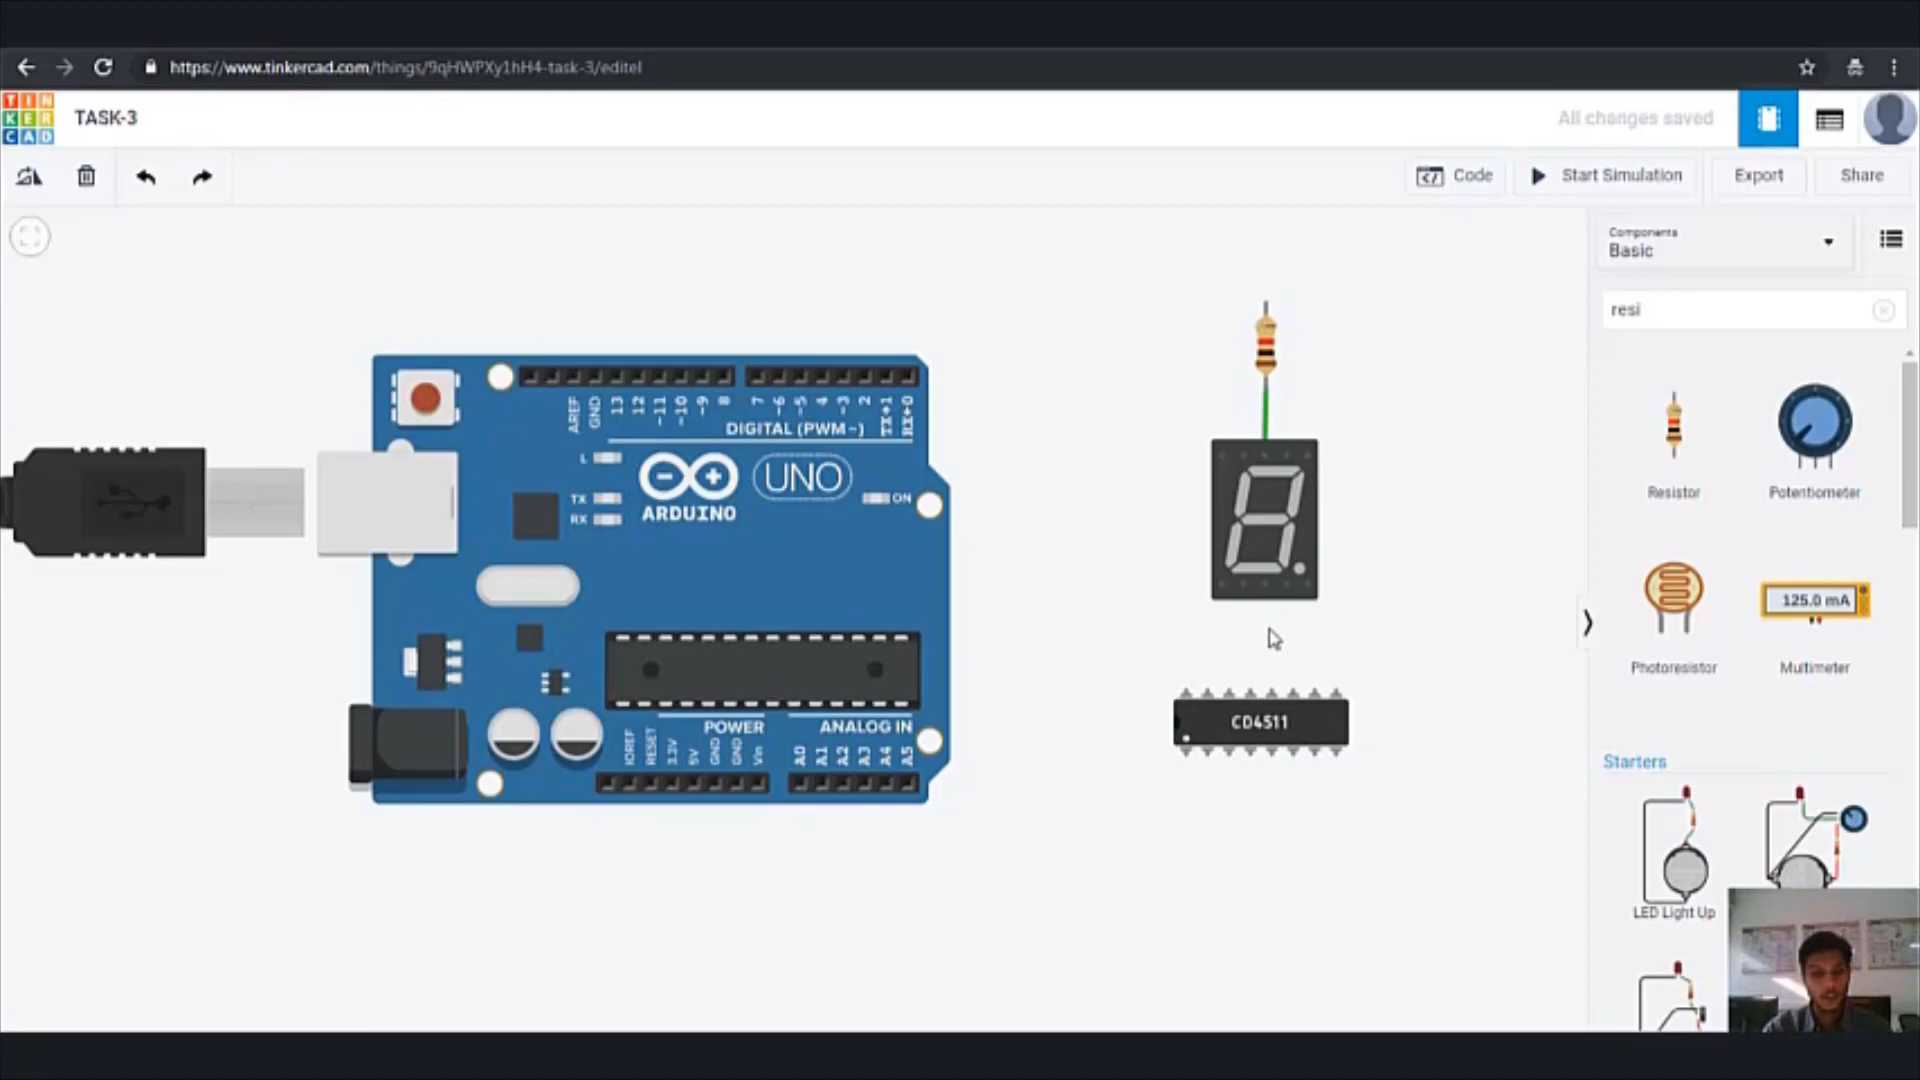 https://www.tinkercad.com/things/9qHWPXy1hH4-task-3/editel
TIN
KER
CAD
TASK-3
All changes saved
Code
Start Simulation
Export
Share
Components
Basic
resi
AREF
GND
13
12
~11
~10
~9
8
7
~6
~5
4
~3
2
TX→1
RX←0
DIGITAL (PWM~)
L
TX
RX
UNO
ON
ARDUINO
Resistor
Potentiometer
125.0 mA
Photoresistor
Multimeter
CD4511
POWER
ANALOG IN
IOREF
RESET
3.3V
5V
GND
GND
Vin
A0
A1
A2
A3
A4
A5
Starters
LED Light Up